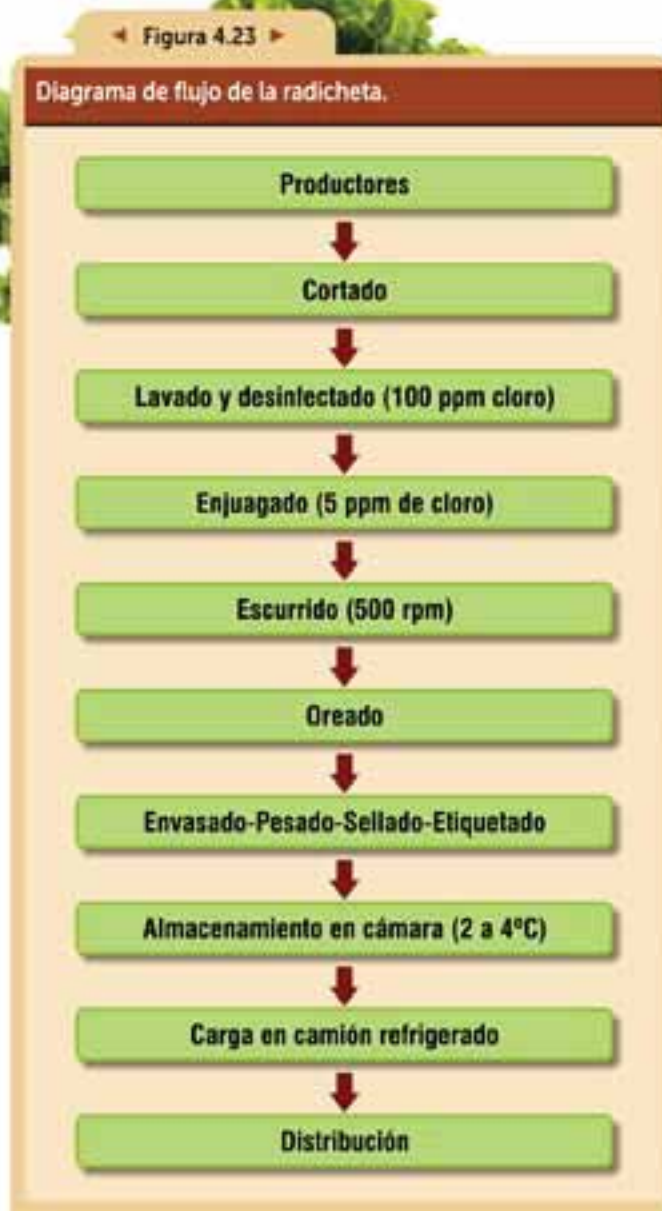 Figura 4.23
Diagrama de flujo de la radicheta.
Productores
Cortado
Lavado y desinfectado (100 ppm cloro)
Enjuagado (5 ppm de cloro)
Escurrido (500 rpm)
Oreado
Envasado-Pesado-Sellado-Etiquetado
Almacenamiento en cámara (2 a 4ºC)
Carga en camión refrigerado
Distribución